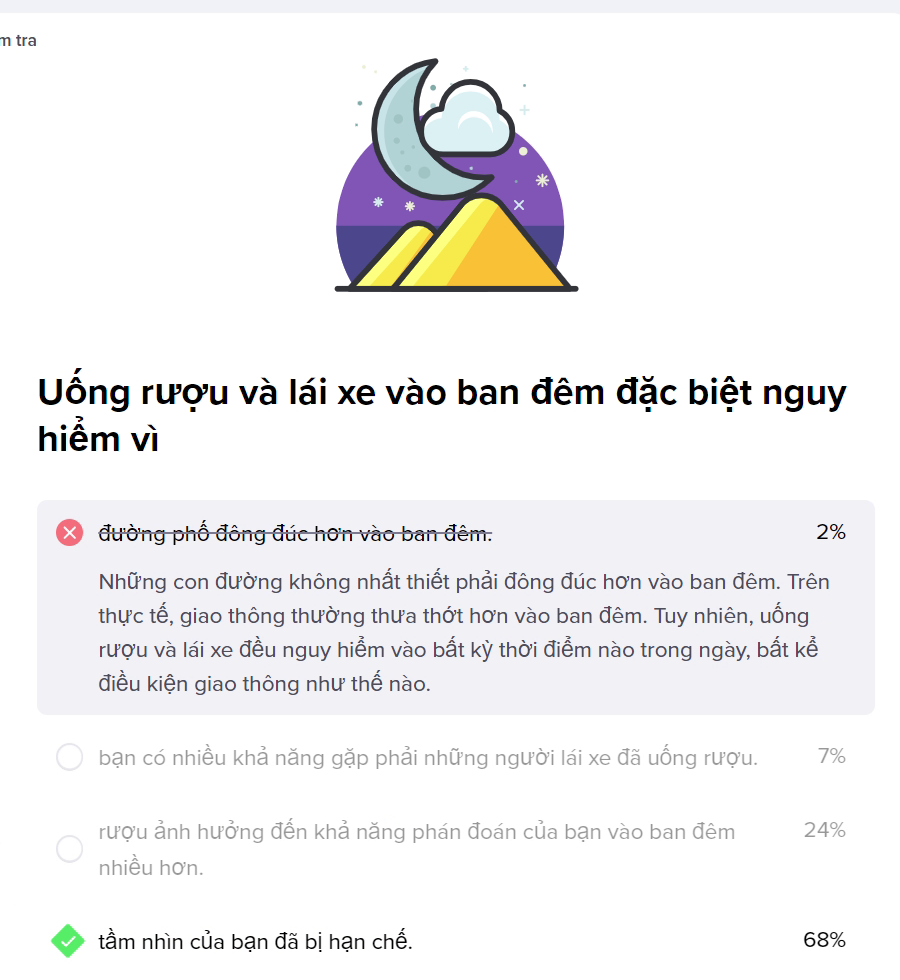 m tra
Uống rượu và lái xe vào ban đêm đặc biệt nguy
hiểm vì
đường phố đông đúc hơn vào ban đêm.
2%
Những con đường không nhất thiết phải đông đúc hơn vào ban đêm. Trên
thực tế, giao thông thường thưa thớt hơn vào ban đêm. Tuy nhiên, uống
rượu và lái xe đều nguy hiểm vào bất kỳ thời điểm nào trong ngày, bất kể
điều kiện giao thông như thế nào.
bạn có nhiều khả năng gặp phải những người lái xe đã uống rượu.
7%
rượu ảnh hưởng đến khả năng phán đoán của bạn vào ban đêm
nhiều hơn.
24%
tầm nhìn của bạn đã bị hạn chế.
68%